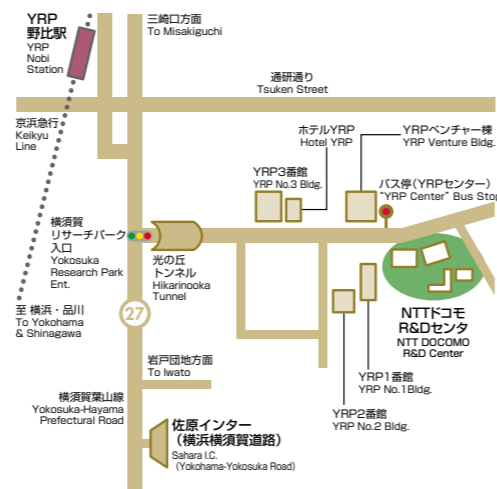 YRP
野比駅
YRP
Nobi
Station
三崎口方面
To Misakiguchi
通研通り
Tsuken Street
京浜急行
Keikyu
Line
ホテルYRP
Hotel YRP
YRPベンチャー棟
YRP Venture Bldg.
YRP3番館
YRP No.3 Bldg.
バス停(YRPセンター)
"YRP Center" Bus Stop
横須賀
リサーチパーク
入口
Yokosuka
Research Park
Ent.
光の丘
トンネル
Hikarinooka
Tunnel
至 横浜・品川
To Yokohama
& Shinagawa
27
NTTドコモ
R&Dセンタ
NTT DOCOMO
R&D Center
岩戸団地方面
To Iwato
YRP1番館
YRP No.1Bldg.
横須賀葉山線
Yokosuka-Hayama
Prefectural Road
YRP2番館
YRP No.2 Bldg.
佐原インター
(横浜横須賀道路)
Sahara I.C.
(Yokohama-Yokosuka Road)